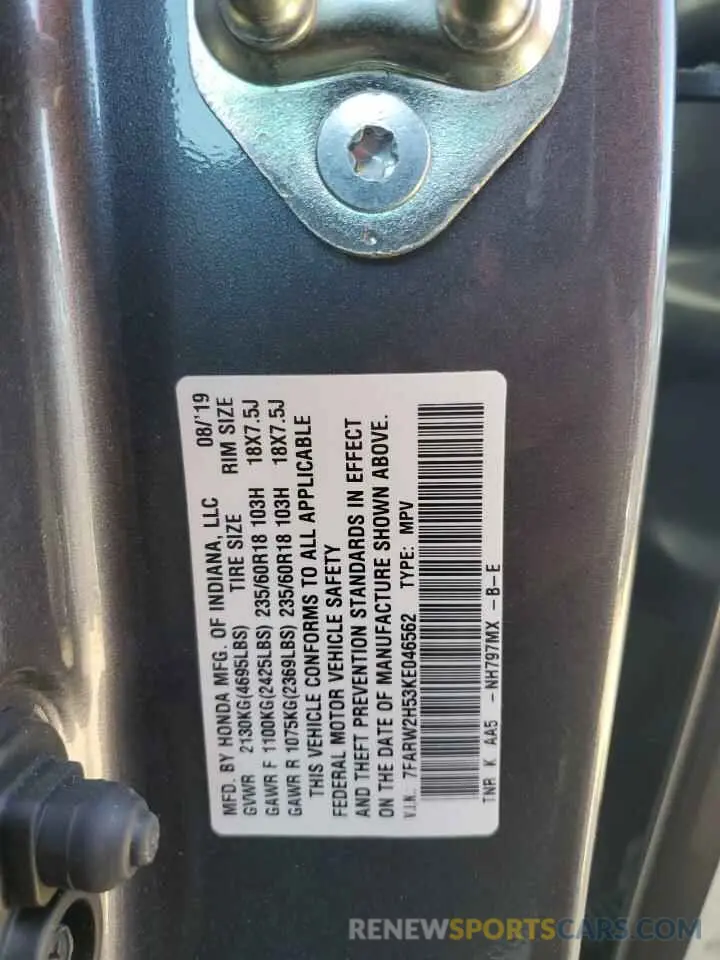 MFD. BY HONDA MFG. OF INDIANA, LLC 08/'19
GVWR 2130KG(4695LBS) TIRE SIZE RIM SIZE
GAWR F 1100KG(2425LBS) 235/60R18 103H 18X7.5J
GAWR R 1075KG(2369LBS) 235/60R18 103H 18X7.5J
THIS VEHICLE CONFORMS TO ALL APPLICABLE
FEDERAL MOTOR VEHICLE SAFETY
AND THEFT PREVENTION STANDARDS IN EFFECT
ON THE DATE OF MANUFACTURE SHOWN ABOVE.
V.I.N.: 7FARW2H53KE046562 TYPE: MPV
TNR K AA5 -NH797MX -B-E
RENEWSPORTSCARS.COM